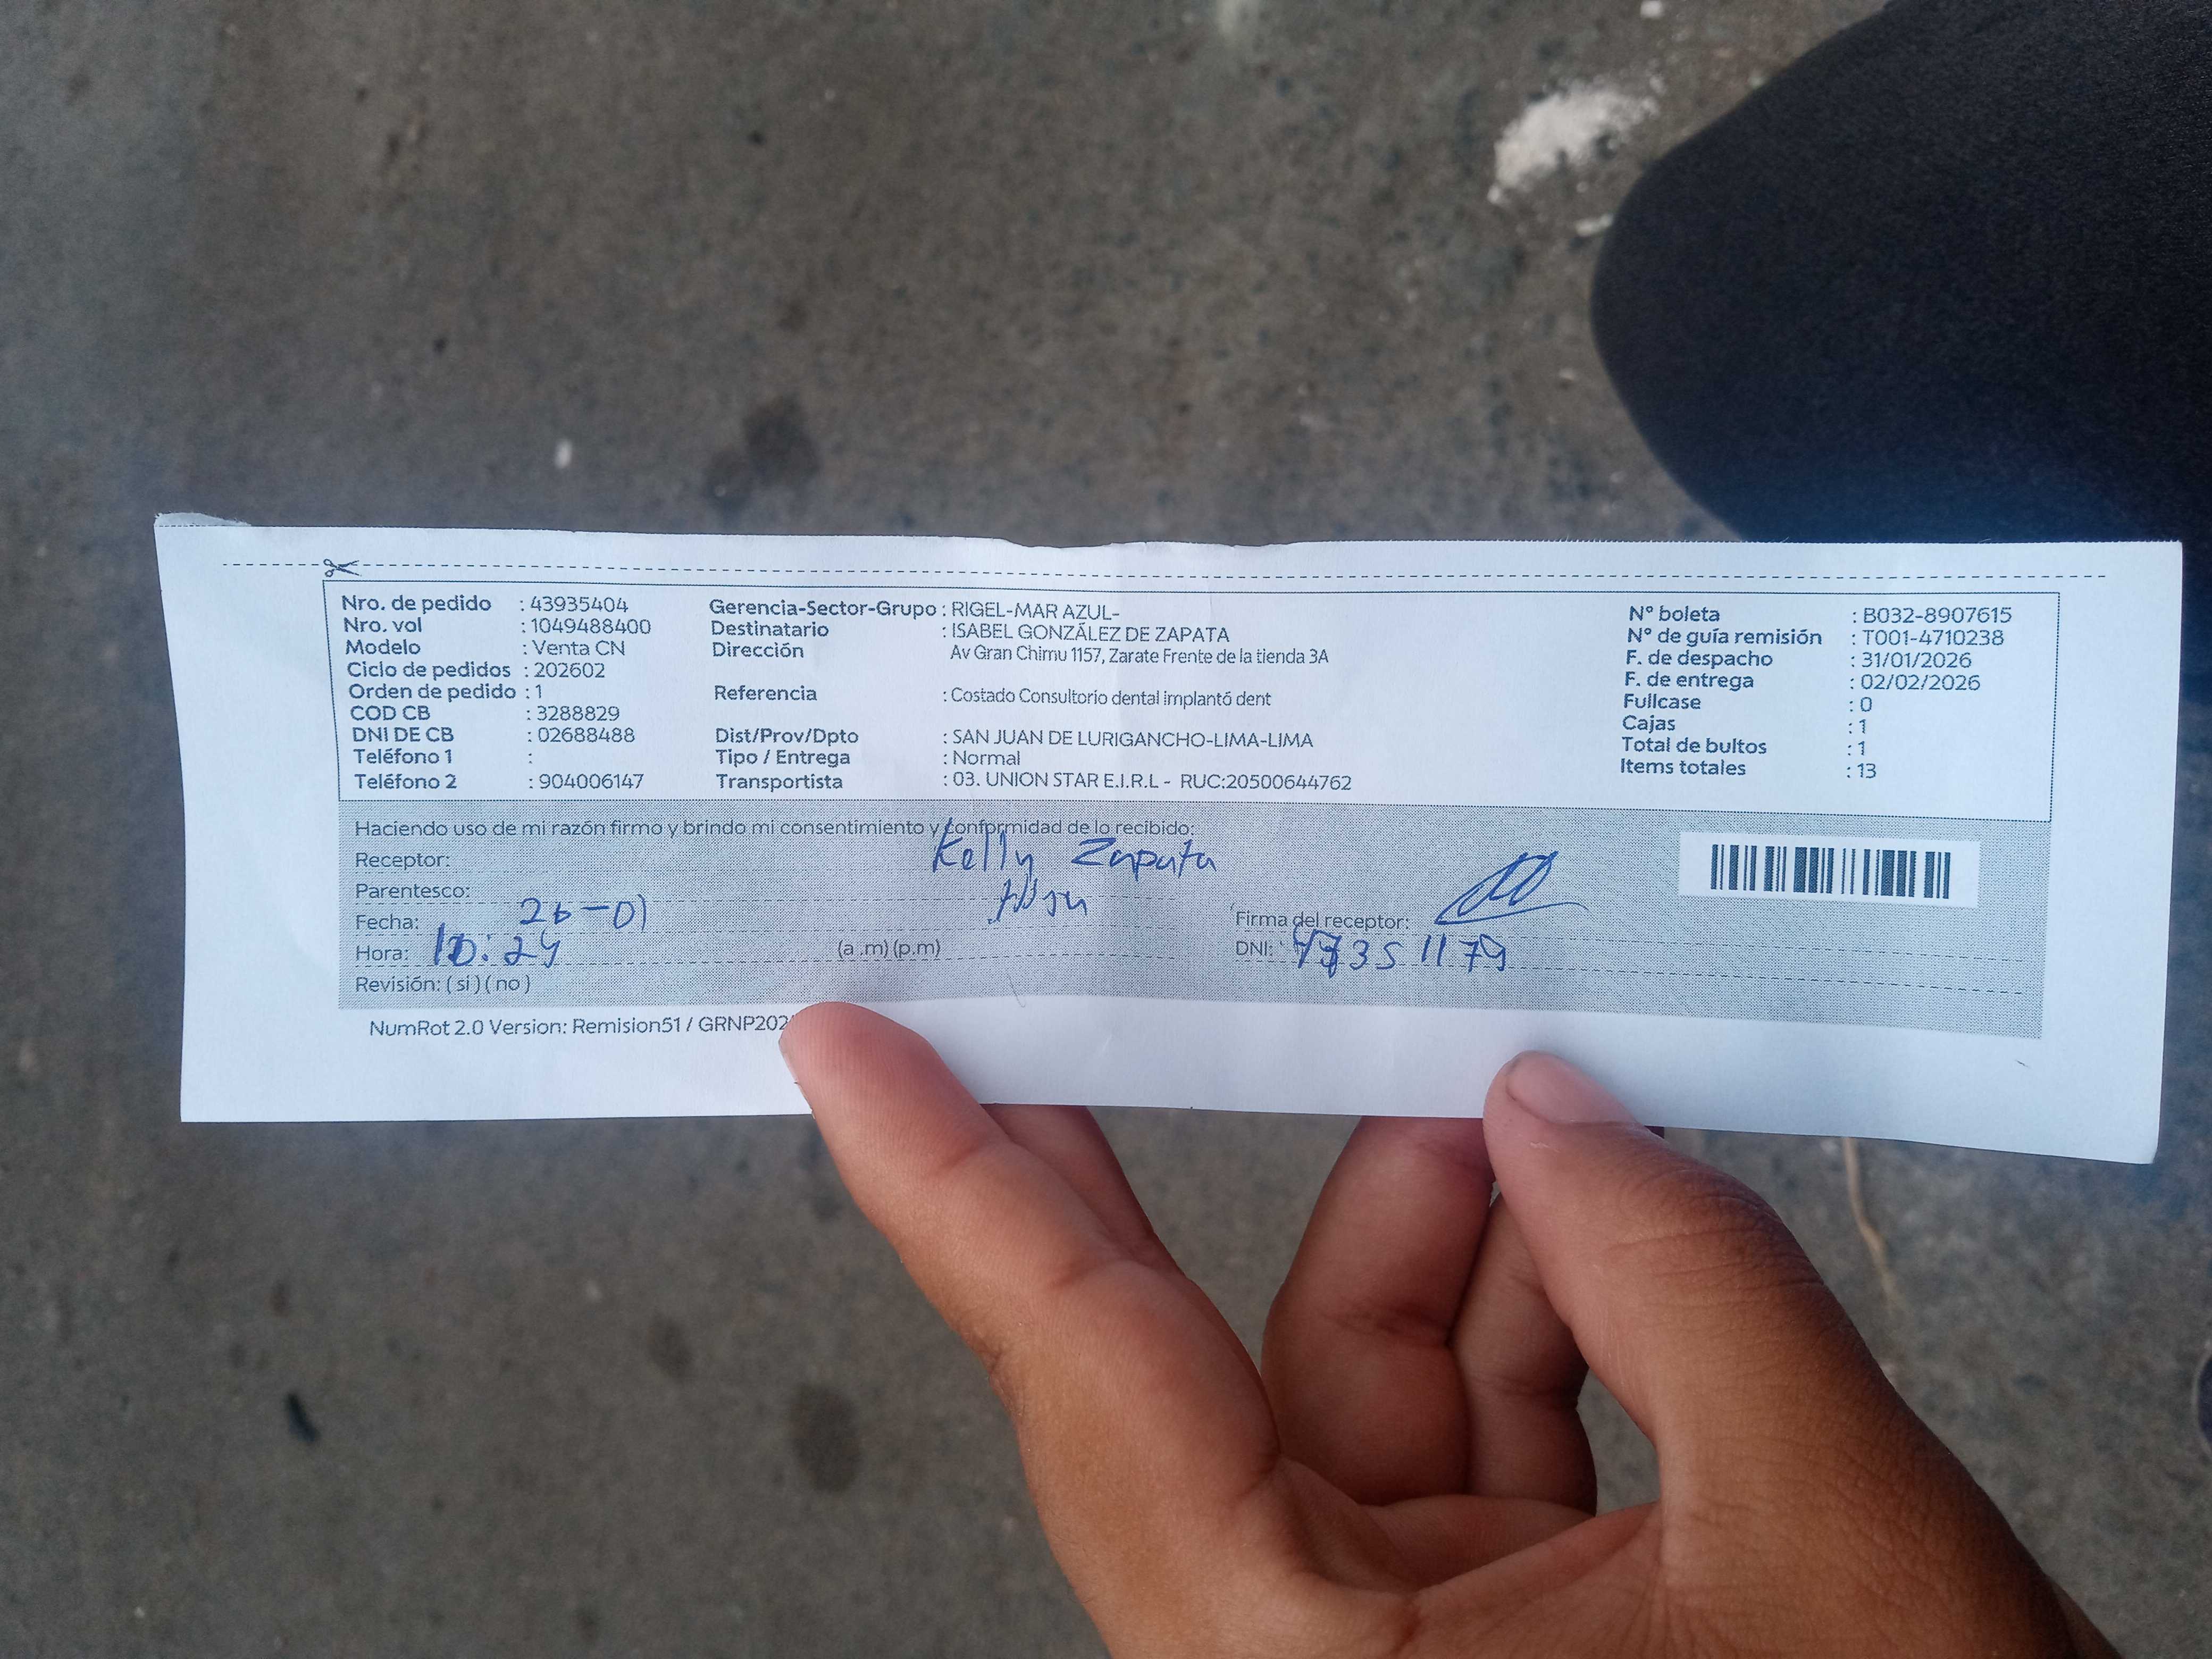 Nro. de pedido : 43935404
Nro. vol : 1049488400
Modelo : Venta CN
Ciclo de pedidos : 202602
Orden de pedido : 1
COD CB : 3288829
DNI DE CB : 02688488
Teléfono 1 :
Teléfono 2 : 904006147
Gerencia-Sector-Grupo : RIGEL-MAR AZUL-
Destinatario : ISABEL GONZÁLEZ DE ZAPATA
Dirección Av Gran Chimu 1157, Zarate Frente de la tienda 3A
Referencia : Costado Consultorio dental implantó dent
Dist/Prov/Dpto : SAN JUAN DE LURIGANCHO-LIMA-LIMA
Tipo / Entrega : Normal
Transportista : 03. UNION STAR E.I.R.L - RUC:20500644762
N° boleta : B032-8907615
N° de guía remisión : T001-4710238
F. de despacho : 31/01/2026
F. de entrega : 02/02/2026
Fullcase : 0
Cajas : 1
Total de bultos : 1
Items totales : 13
Haciendo uso de mi razón firmo y brindo mi consentimiento y conformidad de lo recibido:
Receptor: Kelly Zapata
Parentesco:
Fecha: 26-01
Hora: 10:24 (a .m) (p.m)
Revisión: ( si ) ( no )
Firma del receptor:
DNI:
NumRot 2.0 Version: Remision51 / GRNP202